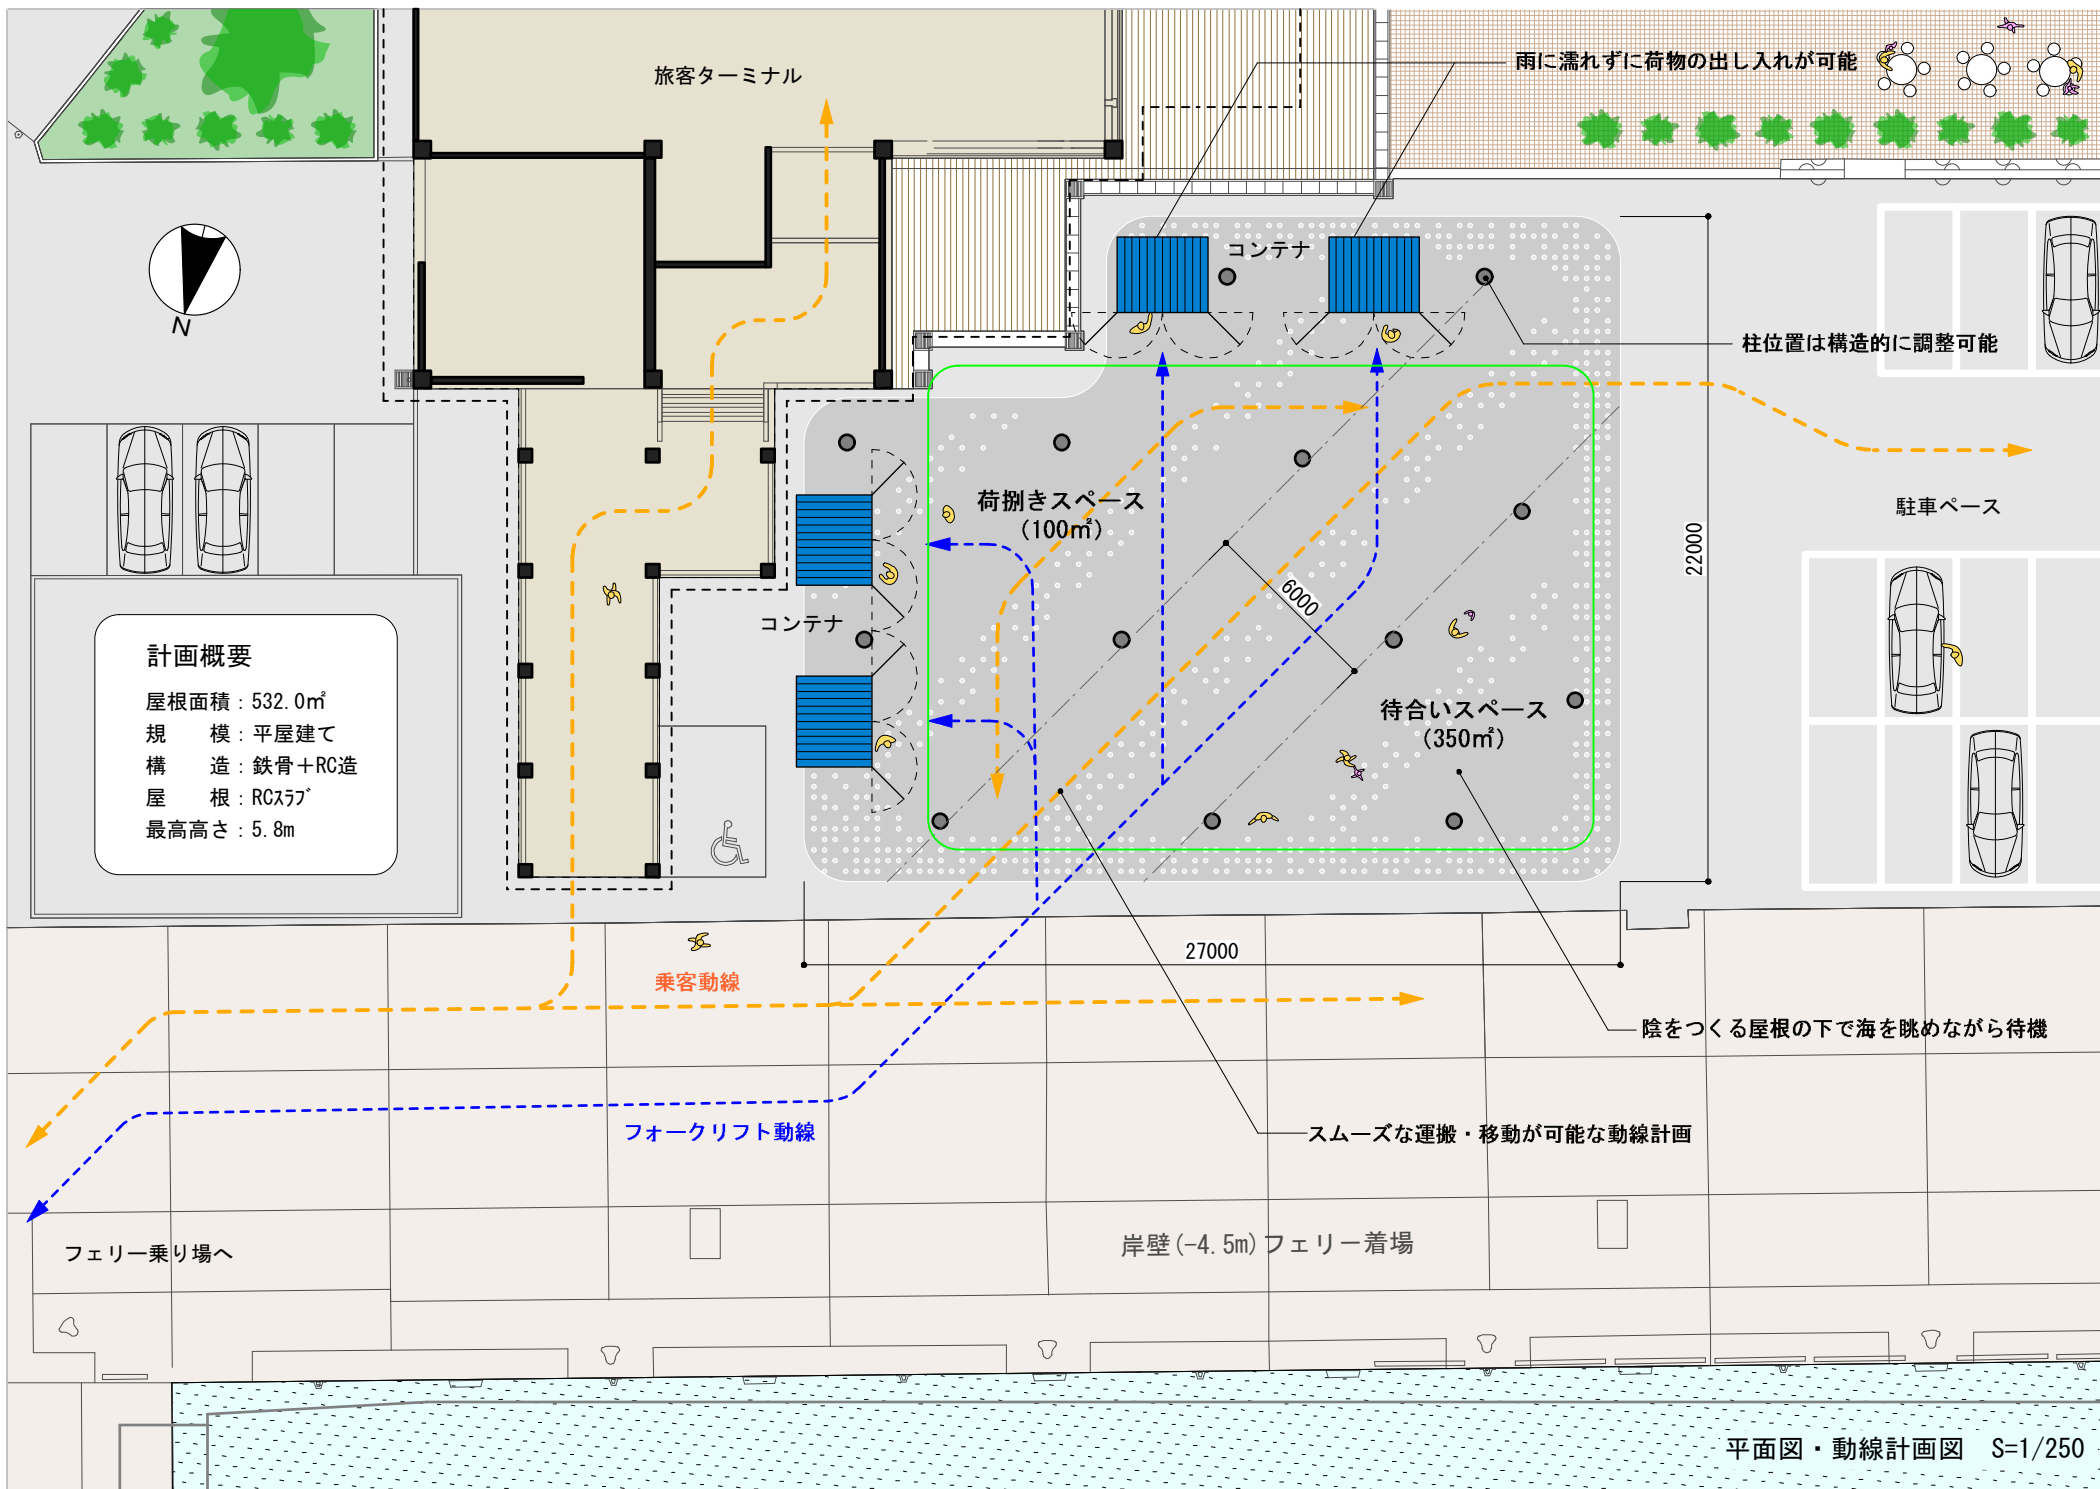 旅客ターミナル
雨に濡れずに荷物の出し入れが可能
コンテナ
N
柱位置は構造的に調整可能
荷捌きスペース
(100㎡)
駐車ペース
22000
6000
コンテナ
計画概要
屋根面積：532.0㎡
規　　模：平屋建て
構　　造：鉄骨＋RC造
屋　　根：RCｽﾗﾌﾞ
最高高さ：5.8m
待合いスペース
(350㎡)
27000
乗客動線
陰をつくる屋根の下で海を眺めながら待機
フォークリフト動線
スムーズな運搬・移動が可能な動線計画
フェリー乗り場へ
岸壁(-4.5m)フェリー着場
平面図・動線計画図　S=1/250